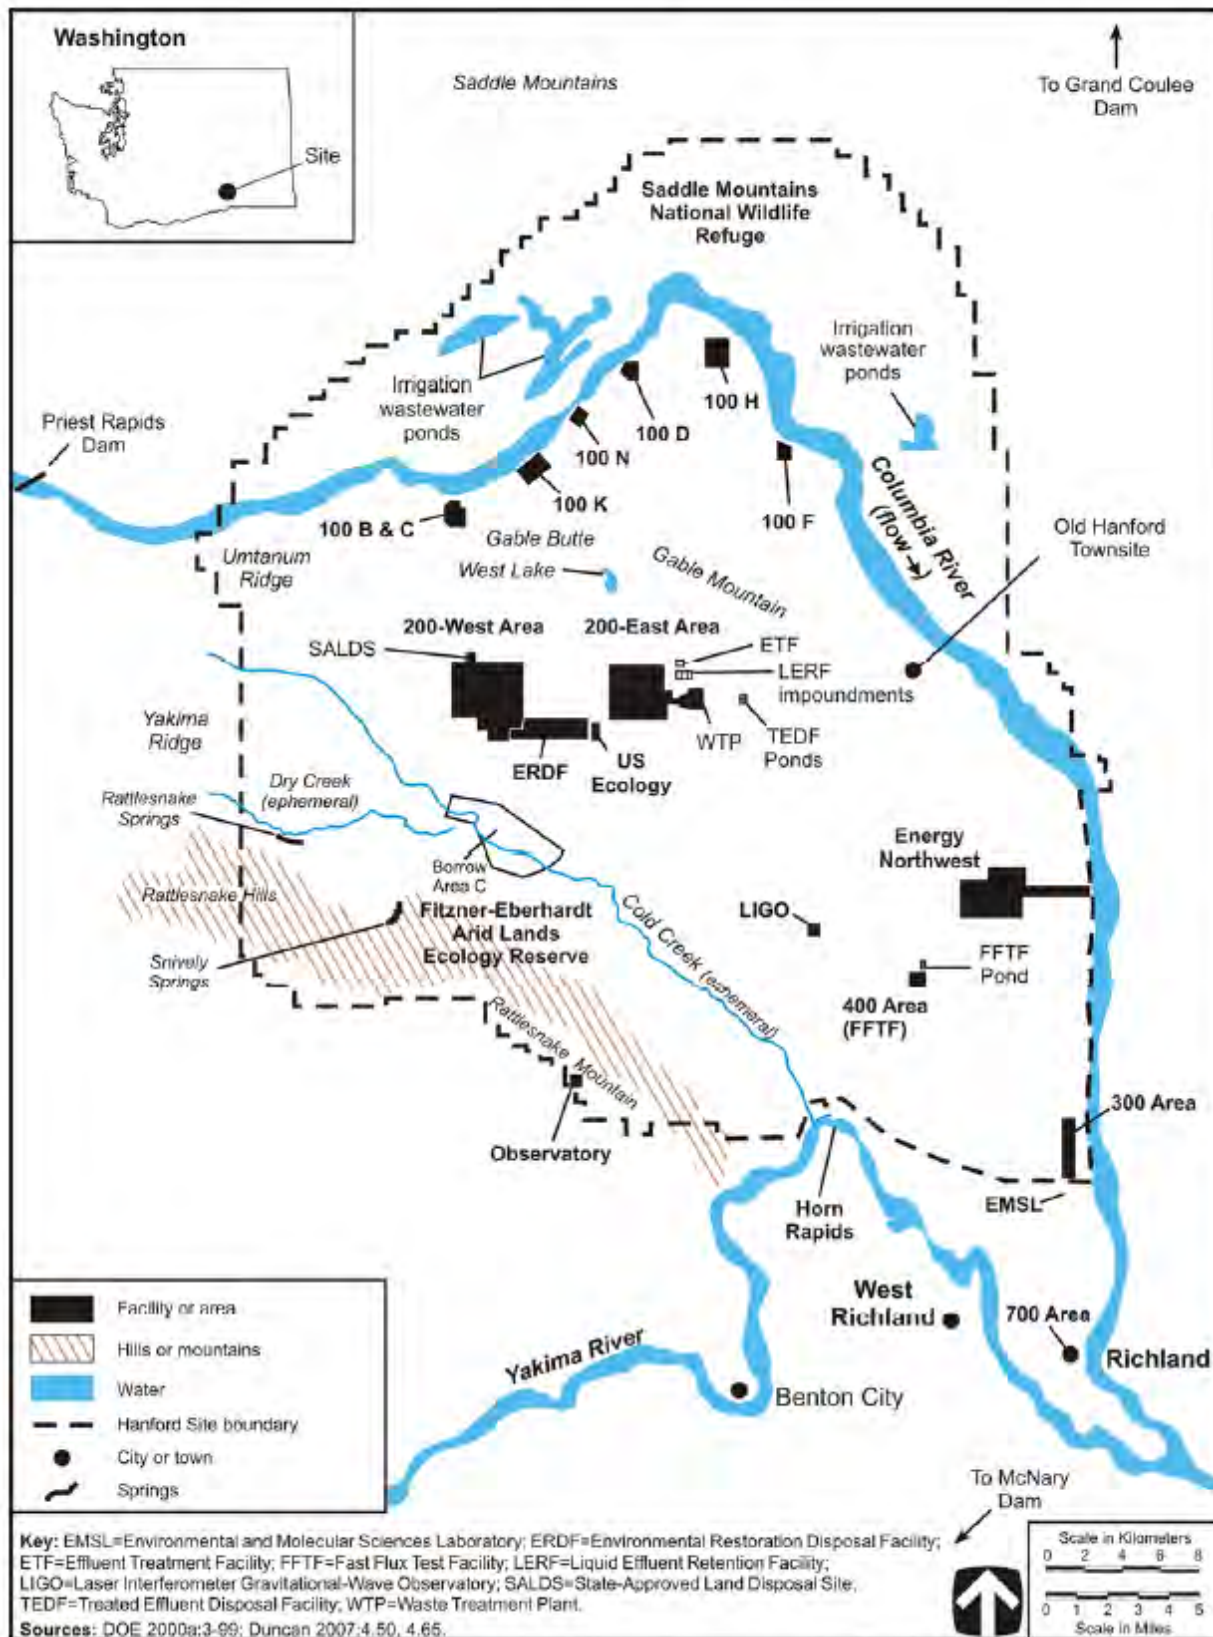 Washington
Site
Saddle Mountains
To Grand Coulee
Dam
Saddle Mountains
National Wildlife
Refuge
Irrigation
wastewater
ponds
Irrigation
wastewater
ponds
100 H
100 D
100 N
100 K
100 B & C
100 F
Priest Rapids
Dam
Columbia River
(flow→)
Old Hanford
Townsite
Umtanum
Ridge
Gable Butte
West Lake
Gable Mountain
200-West Area
200-East Area
SALDS
ETF
LERF
impoundments
WTP
TEDF
Ponds
ERDF
US
Ecology
Yakima
Ridge
Dry Creek
(ephemeral)
Rattlesnake
Springs
Borrow
Area C
Rattlesnake Hills
Fitzner-Eberhardt
Arid Lands
Ecology Reserve
Snively
Springs
Cold Creek (ephemeral)
Energy
Northwest
LIGO
FFTF
Pond
400 Area
(FFTF)
Rattlesnake Mountain
Observatory
300 Area
EMSL
Horn
Rapids
West
Richland
700 Area
Richland
Yakima River
Benton City
To McNary
Dam
Facility or area
Hills or mountains
Water
Hanford Site boundary
City or town
Springs
Key: EMSL=Environmental and Molecular Sciences Laboratory; ERDF=Environmental Restoration Disposal Facility;
ETF=Effluent Treatment Facility; FFTF=Fast Flux Test Facility; LERF=Liquid Effluent Retention Facility;
LIGO=Laser Interferometer Gravitational-Wave Observatory; SALDS=State-Approved Land Disposal Site;
TEDF=Treated Effluent Disposal Facility; WTP=Waste Treatment Plant.
Sources: DOE 2000a:3-99; Duncan 2007:4.50, 4.65.
Scale in Kilometers
0 2 4 6 8
0 1 2 3 4 5
Scale in Miles